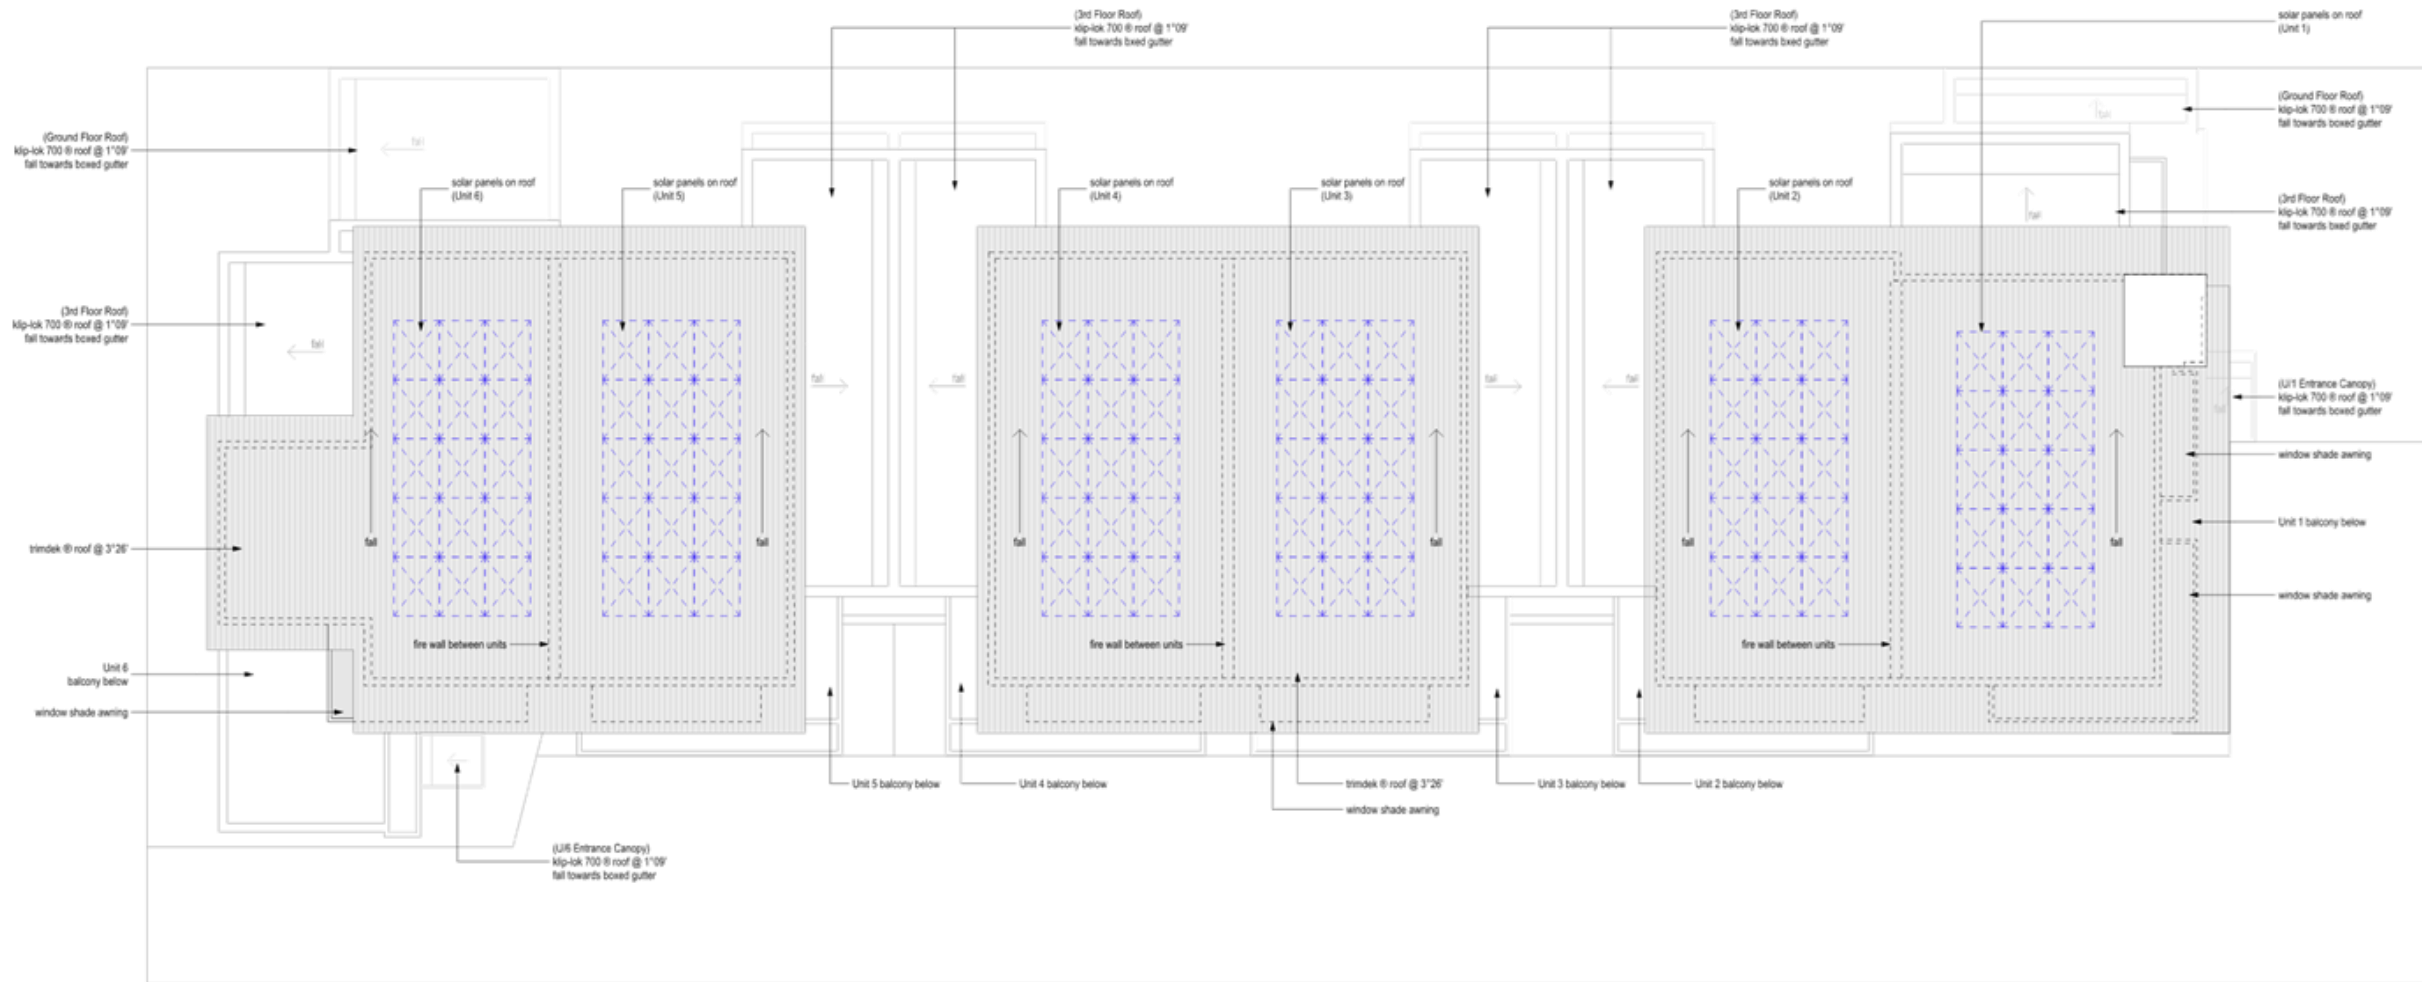 (3rd Floor Roof)
klip-lok 700 ® roof @ 1°09'
fall towards bxed gutter
(3rd Floor Roof)
klip-lok 700 ® roof @ 1°09'
fall towards bxed gutter
solar panels on roof
(Unit 1)
(Ground Floor Roof)
klip-lok 700 ® roof @ 1°09'
fall towards boxed gutter
fall
(Ground Floor Roof)
klip-lok 700 ® roof @ 1°09'
fall towards boxed gutter
fall
solar panels on roof
(Unit 6)
solar panels on roof
(Unit 5)
solar panels on roof
(Unit 4)
solar panels on roof
(Unit 3)
solar panels on roof
(Unit 2)
fall
(3rd Floor Roof)
klip-lok 700 ® roof @ 1°09'
fall towards bxed gutter
(3rd Floor Roof)
klip-lok 700 ® roof @ 1°09'
fall towards boxed gutter
fall
fall
fall
fall
fall
(U/1 Entrance Canopy)
klip-lok 700 ® roof @ 1°09'
fall towards boxed gutter
fall
window shade awning
Unit 1 balcony below
trimdek ® roof @ 3°26'
fall
fall
fall
fall
fall
fall
window shade awning
fire wall between units
fire wall between units
fire wall between units
Unit 6
balcony below
window shade awning
Unit 5 balcony below
Unit 4 balcony below
trimdek ® roof @ 3°26'
Unit 3 balcony below
Unit 2 balcony below
window shade awning
(U/6 Entrance Canopy)
klip-lok 700 ® roof @ 1°09'
fall towards boxed gutter